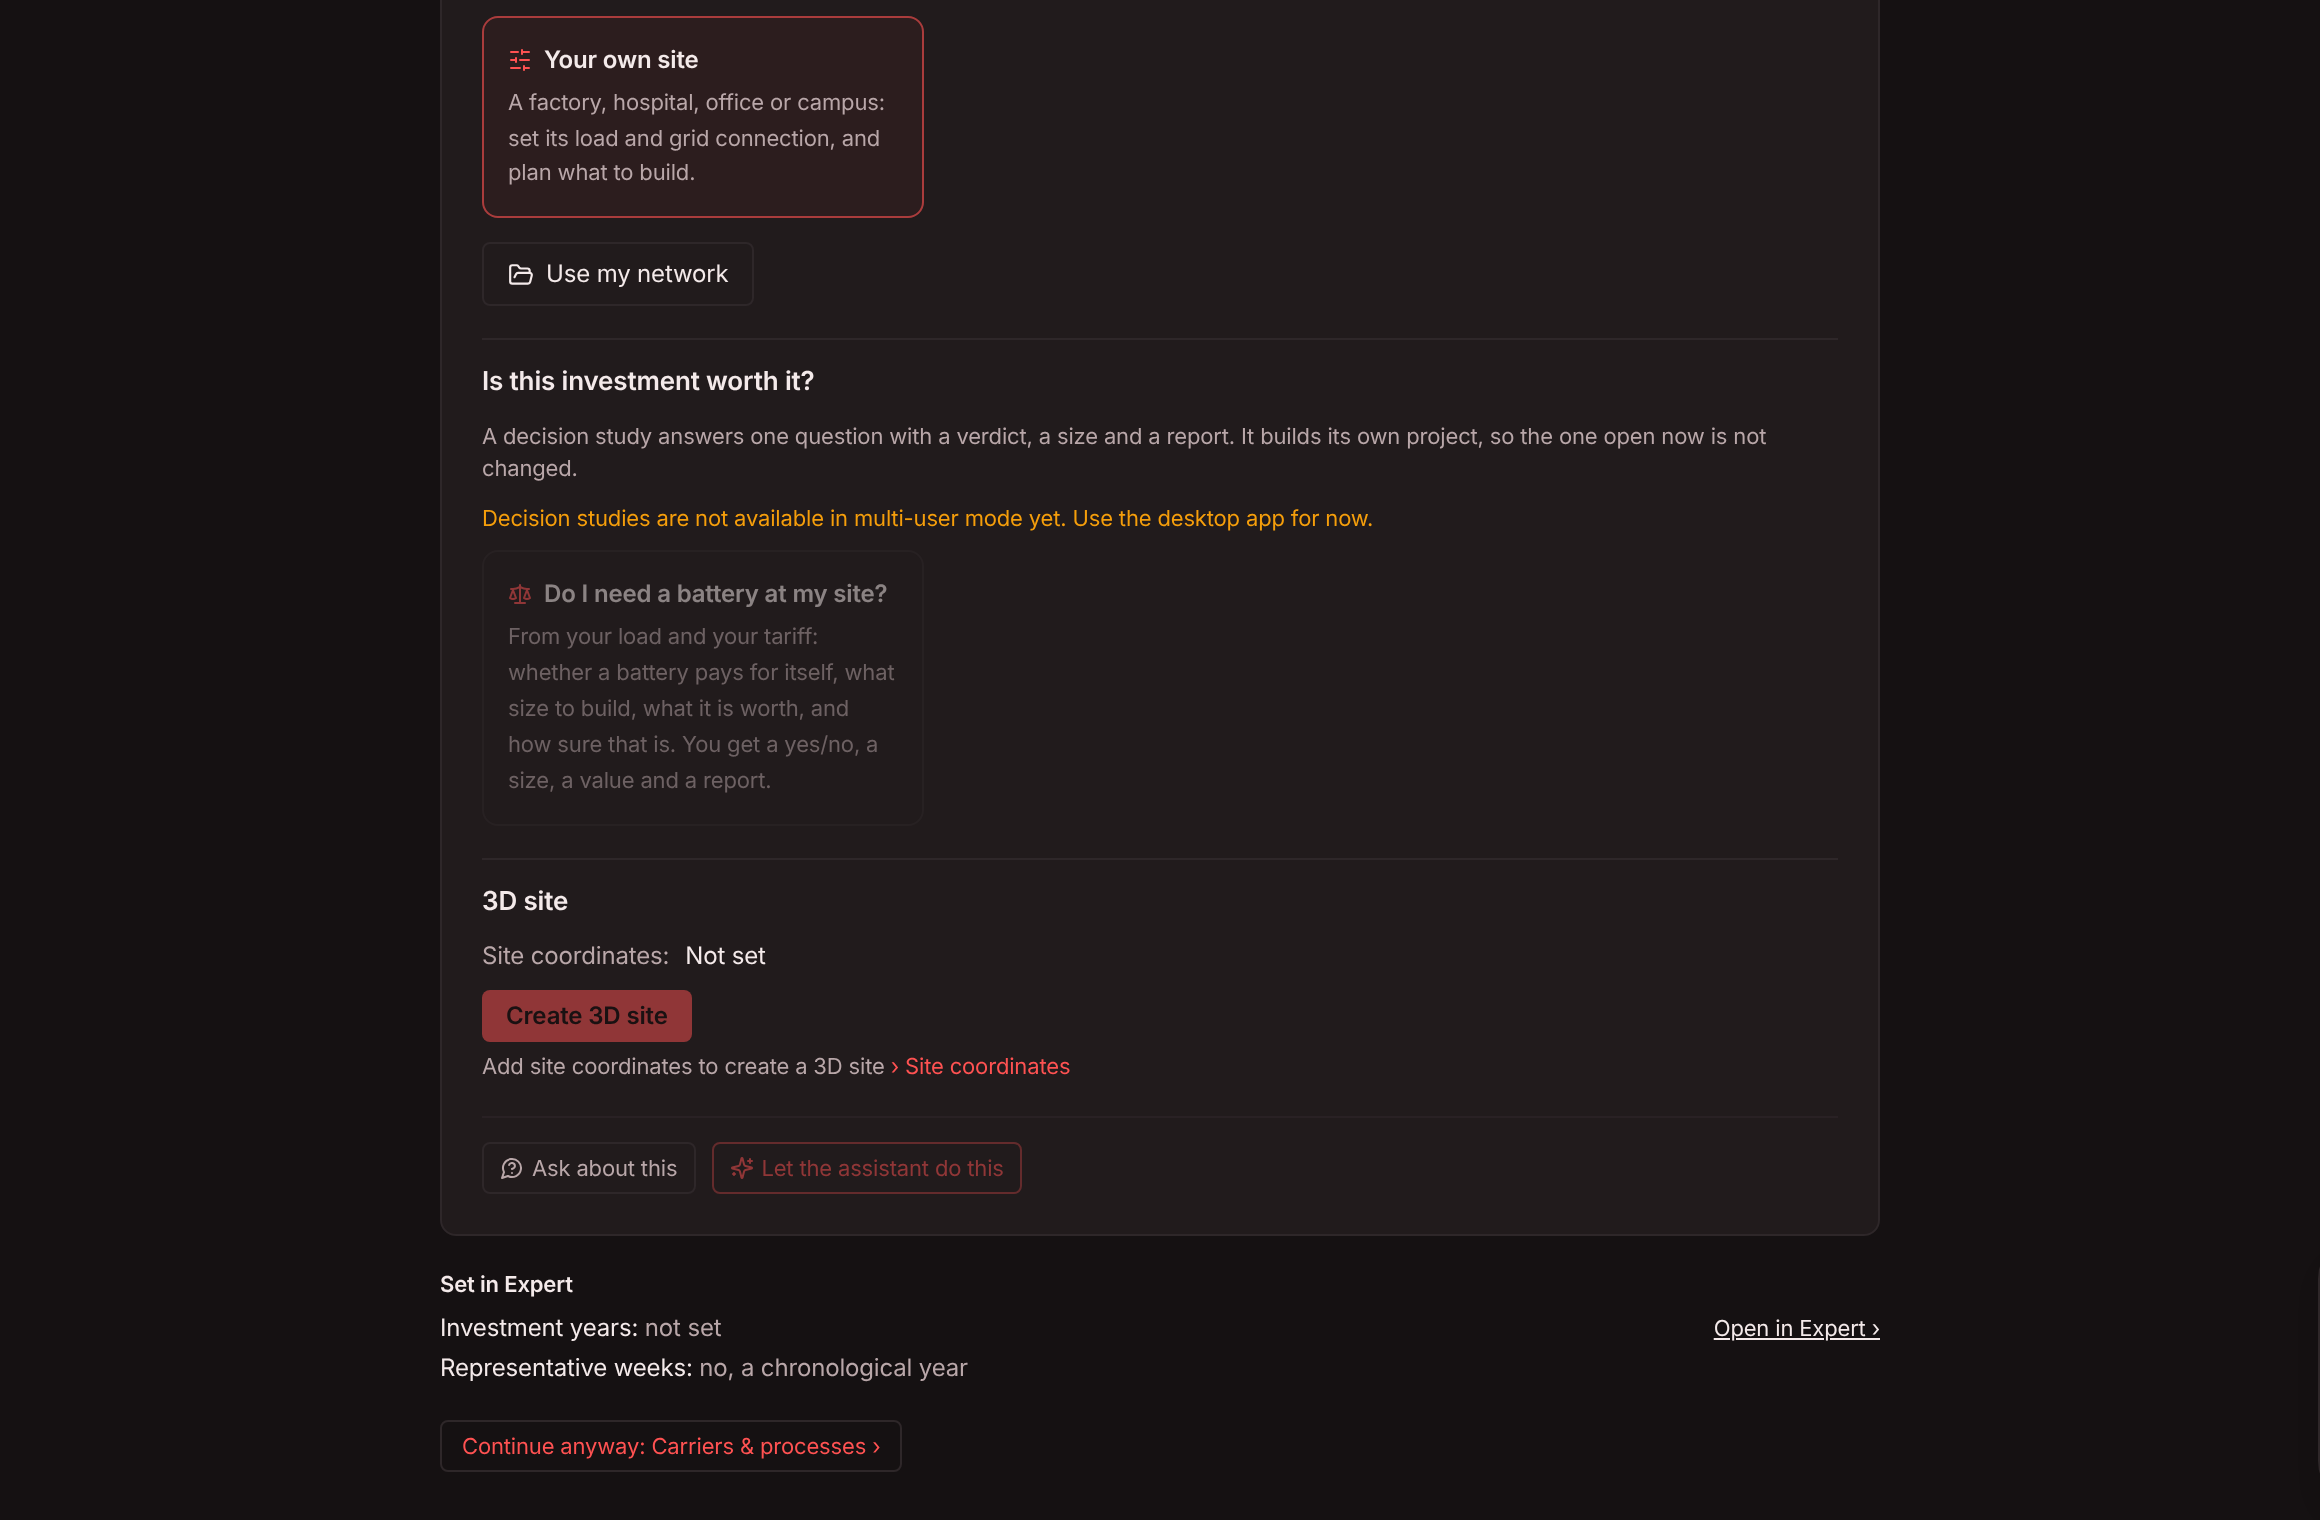 Your own site
A factory, hospital, office or campus:
set its load and grid connection, and
plan what to build.
Use my network
Is this investment worth it?
A decision study answers one question with a verdict, a size and a report. It builds its own project, so the one open now is not
changed.
Decision studies are not available in multi-user mode yet. Use the desktop app for now.
Do I need a battery at my site?
From your load and your tariff:
whether a battery pays for itself, what
size to build, what it is worth, and
how sure that is. You get a yes/no, a
size, a value and a report.
3D site
Site coordinates: Not set
Create 3D site
Add site coordinates to create a 3D site › Site coordinates
Ask about this
Let the assistant do this
Set in Expert
Investment years: not set
Open in Expert ›
Representative weeks: no, a chronological year
Continue anyway: Carriers & processes ›